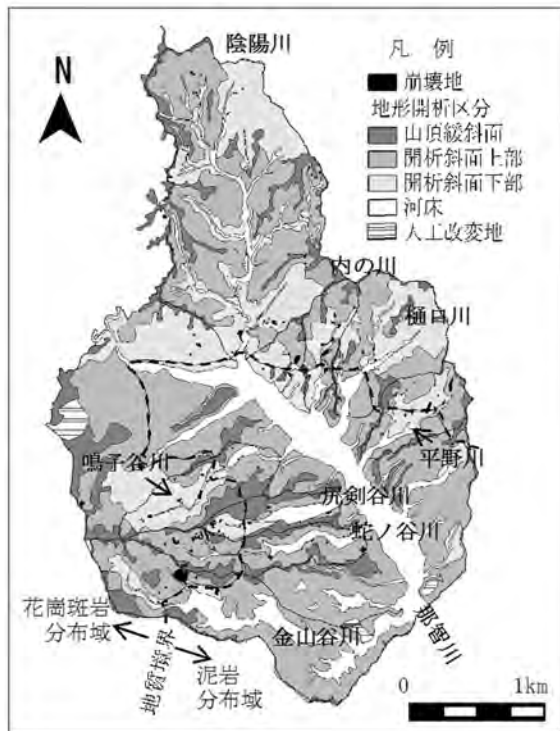 陰陽川
N
凡 例
崩壊地
地形開析区分
山頂緩斜面
開析斜面上部
開析斜面下部
河床
人工改変地
内の川
樋口川
鳴子谷川
平野川
尻剣谷川
蛇ノ谷川
那智川
金山谷川
花崗斑岩
分布域
地質境界
泥岩
分布域
0 1km